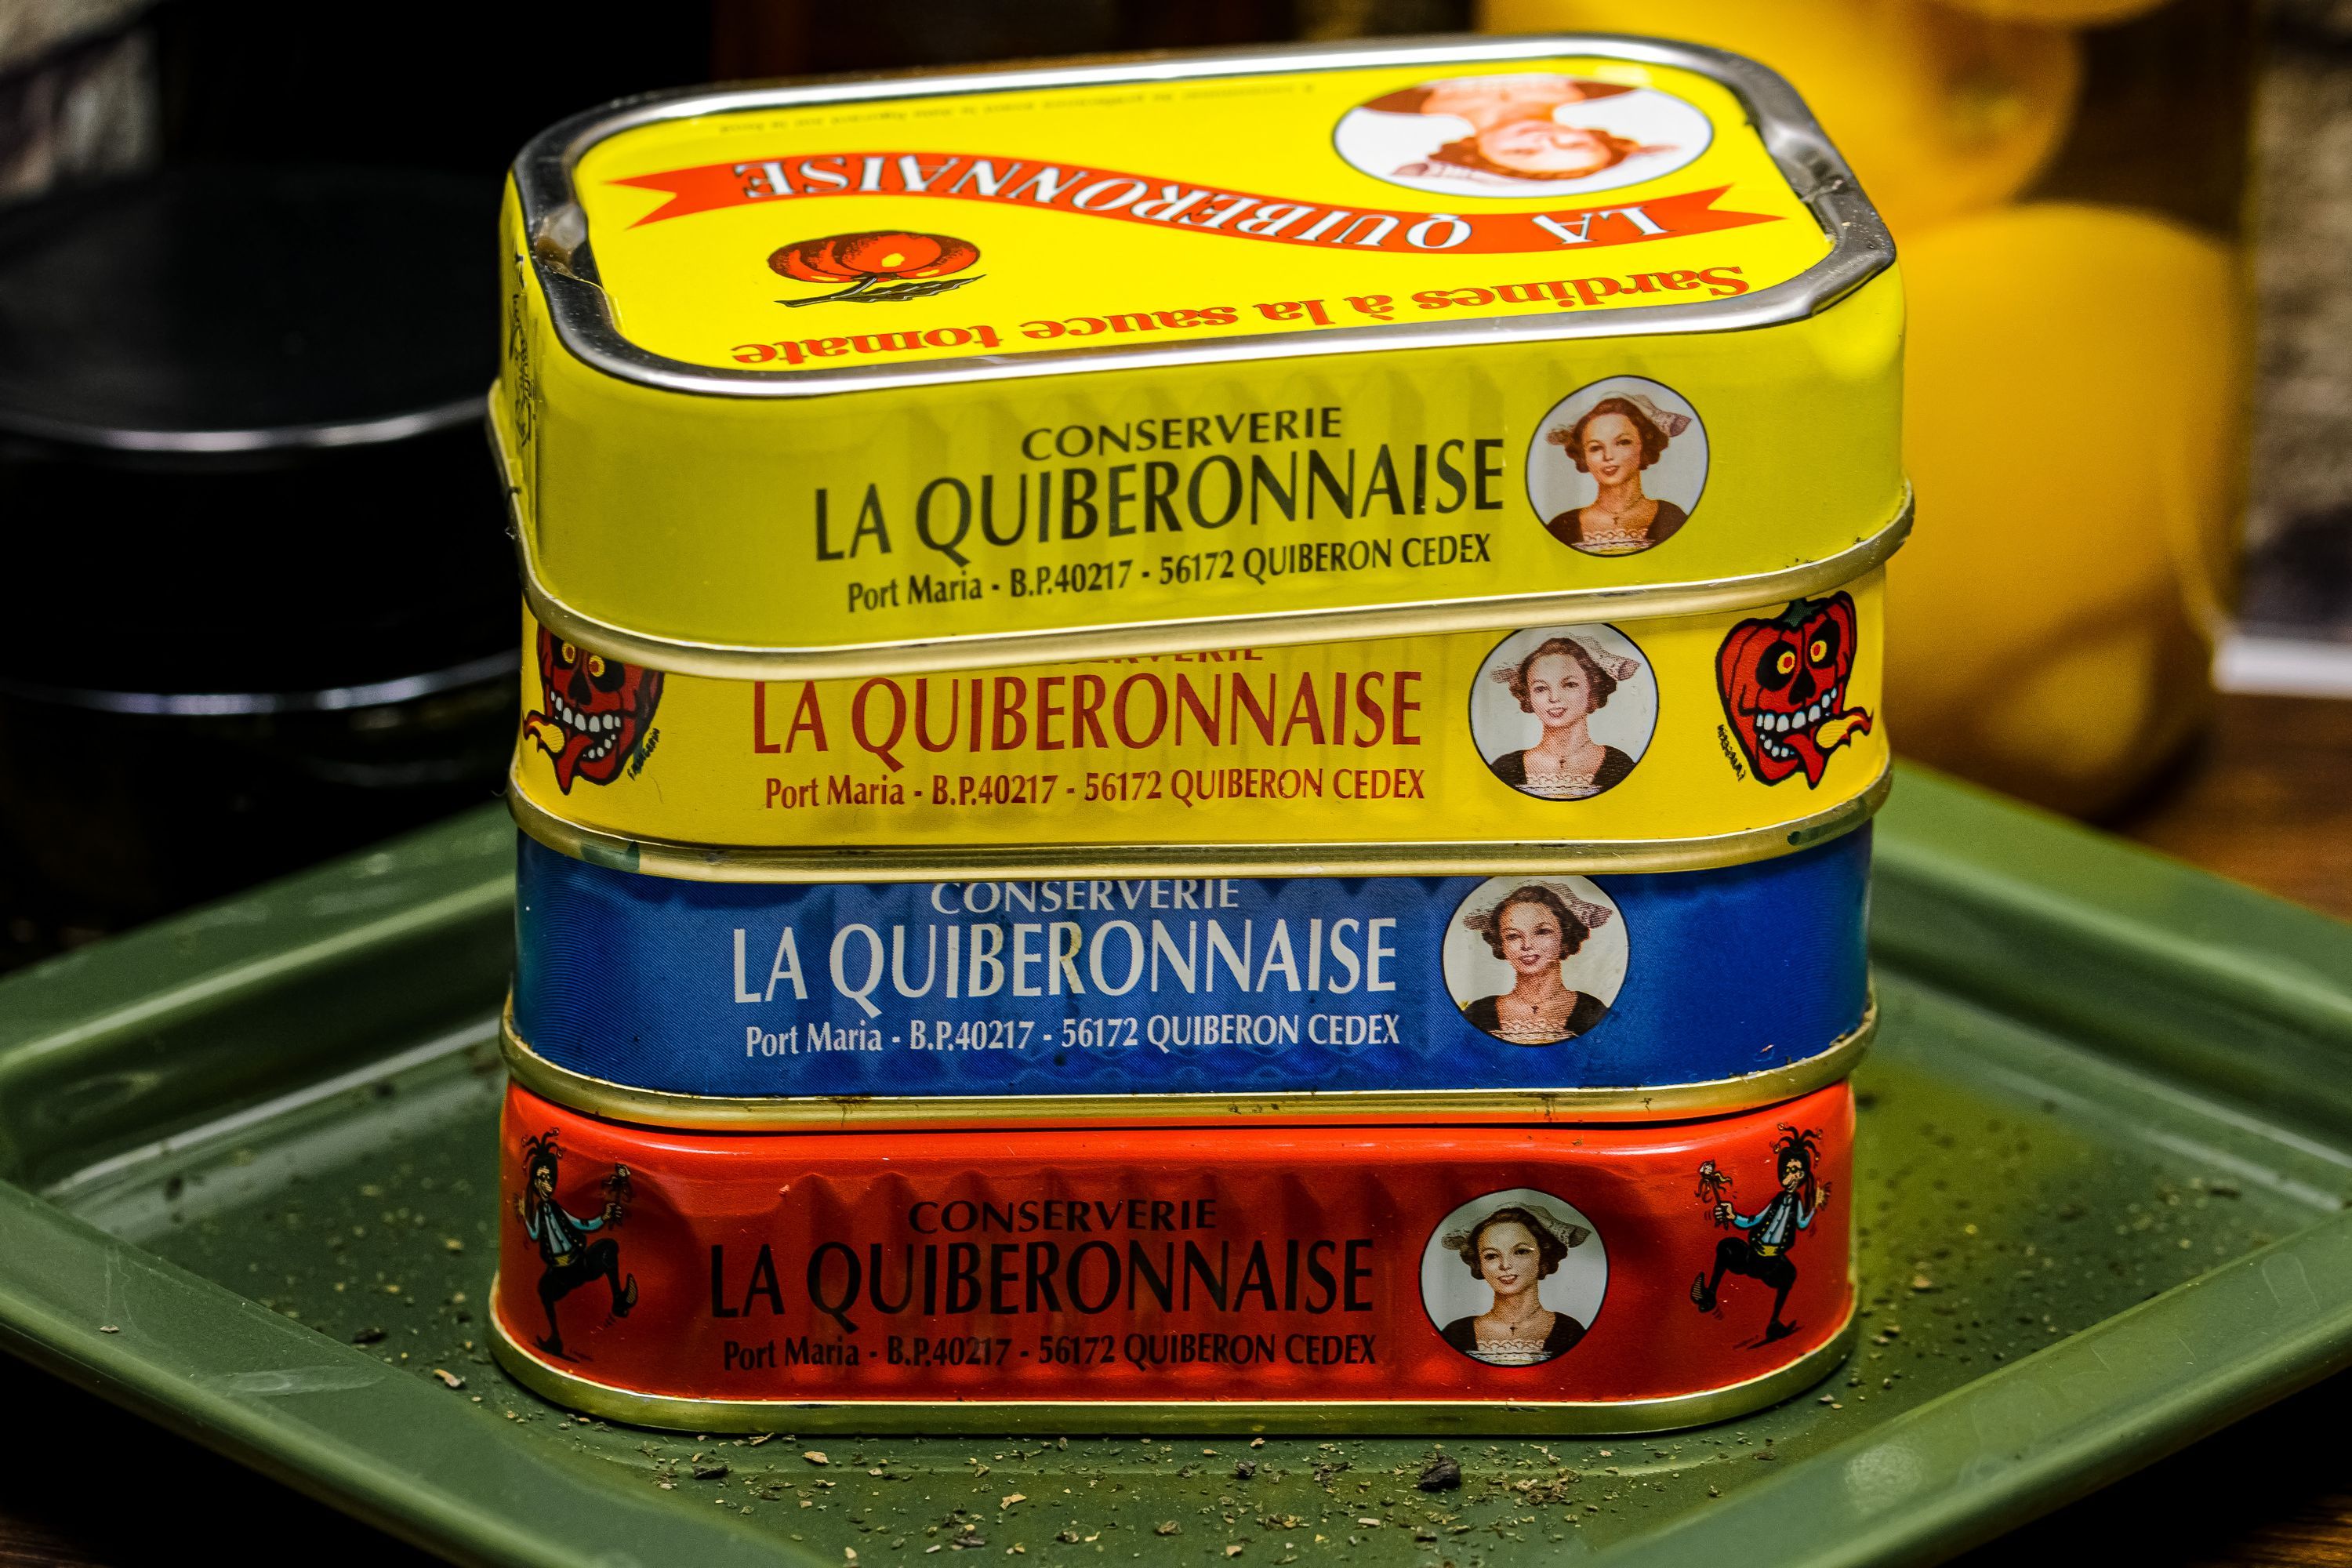 LA QUIBERONNAISE
Sardines à la sauce tomate
CONSERVERIE
LA QUIBERONNAISE
Port Maria - B.P.40217 - 56172 QUIBERON CEDEX
LA QUIBERONNAISE
Port Maria - B.P.40217 - 56172 QUIBERON CEDEX
CONSERVERIE
LA QUIBERONNAISE
Port Maria - B.P.40217 - 56172 QUIBERON CEDEX
CONSERVERIE
LA QUIBERONNAISE
Port Maria - B.P.40217 - 56172 QUIBERON CEDEX